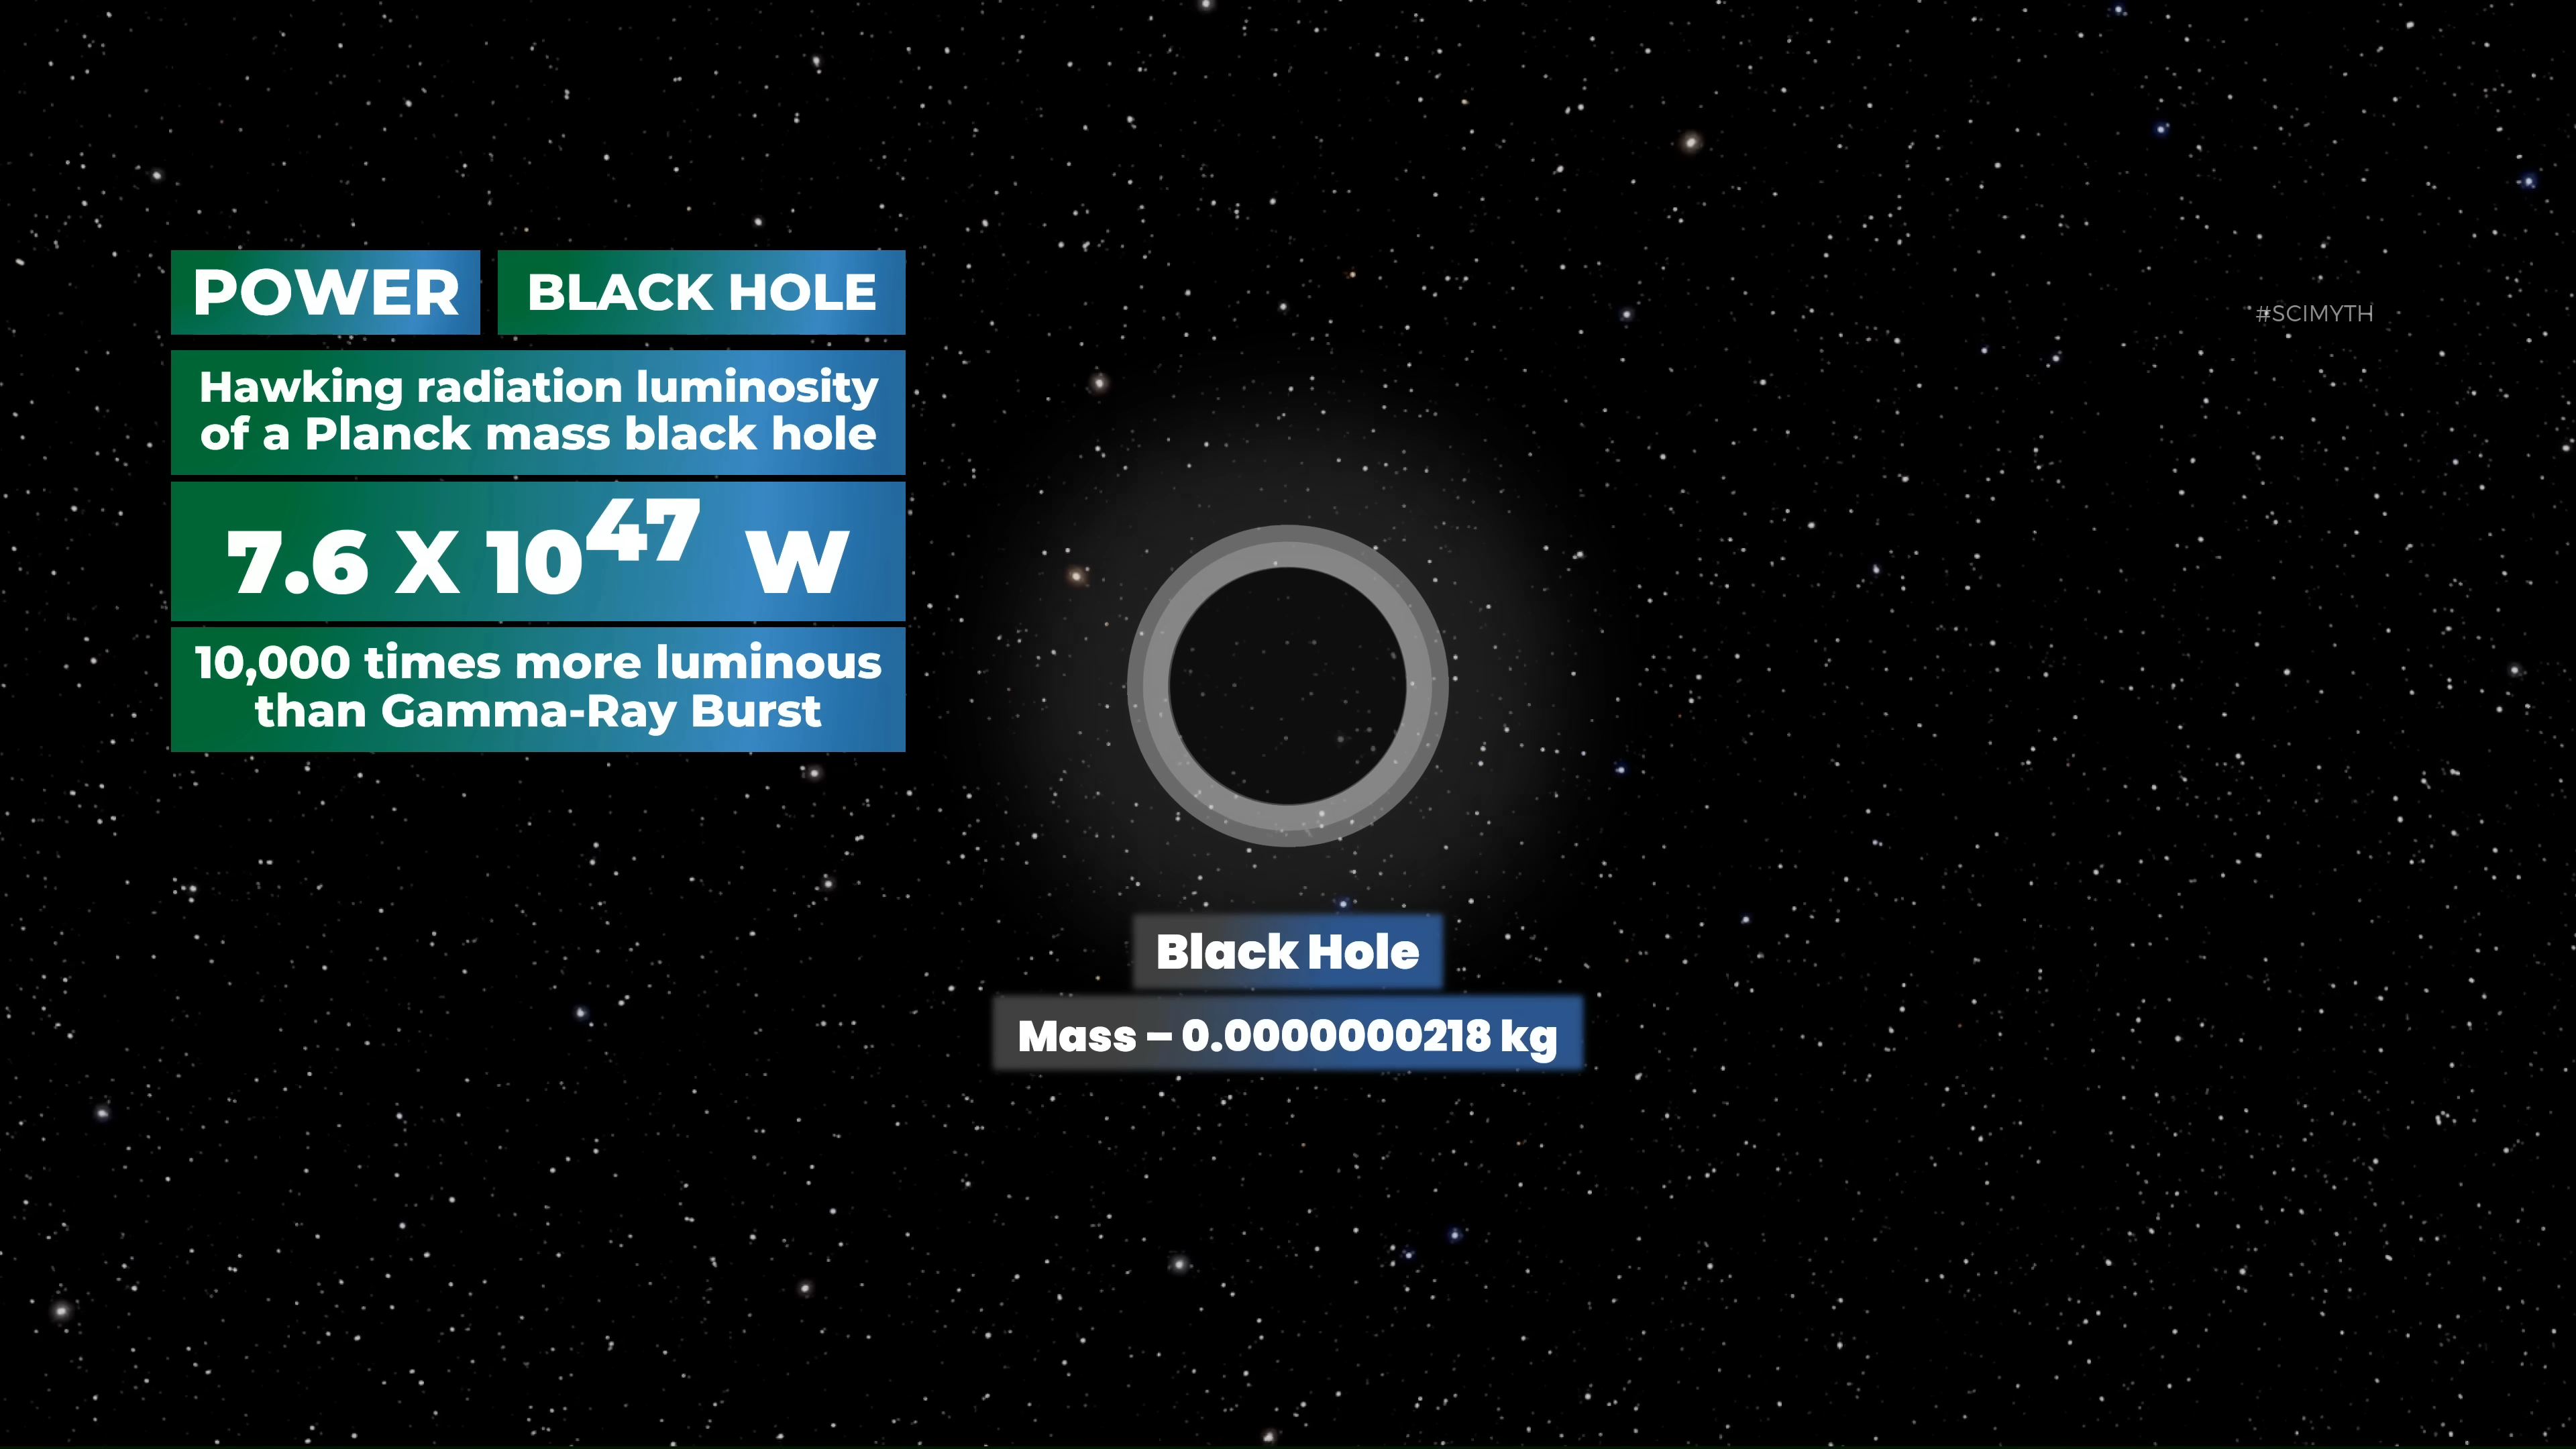 POWER
BLACK HOLE
Hawking radiation luminosity
of a Planck mass black hole
7.6 X 10⁴⁷ W
10,000 times more luminous
than Gamma-Ray Burst
#SCIMYTH
Black Hole
Mass – 0.0000000218 kg